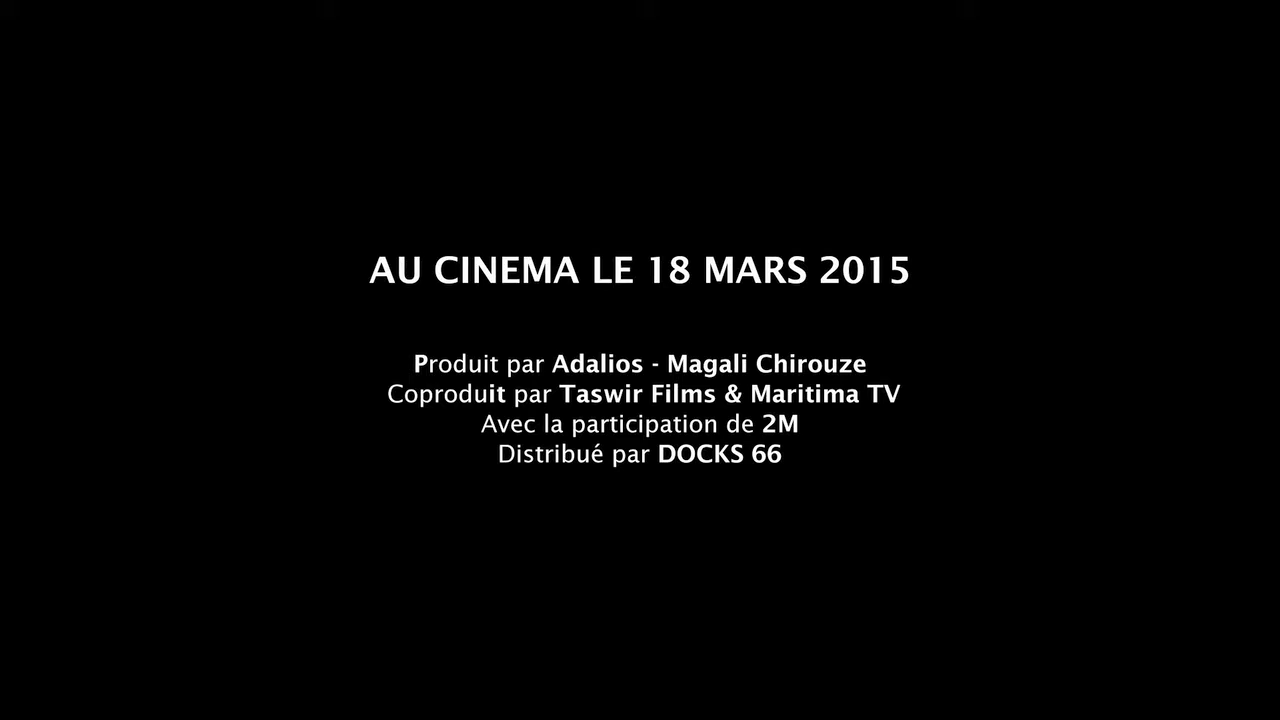 AU CINEMA LE 18 MARS 2015
Produit par Adalios - Magali Chirouze
Coproduit par Taswir Films & Maritima TV
Avec la participation de 2M
Distribué par DOCKS 66